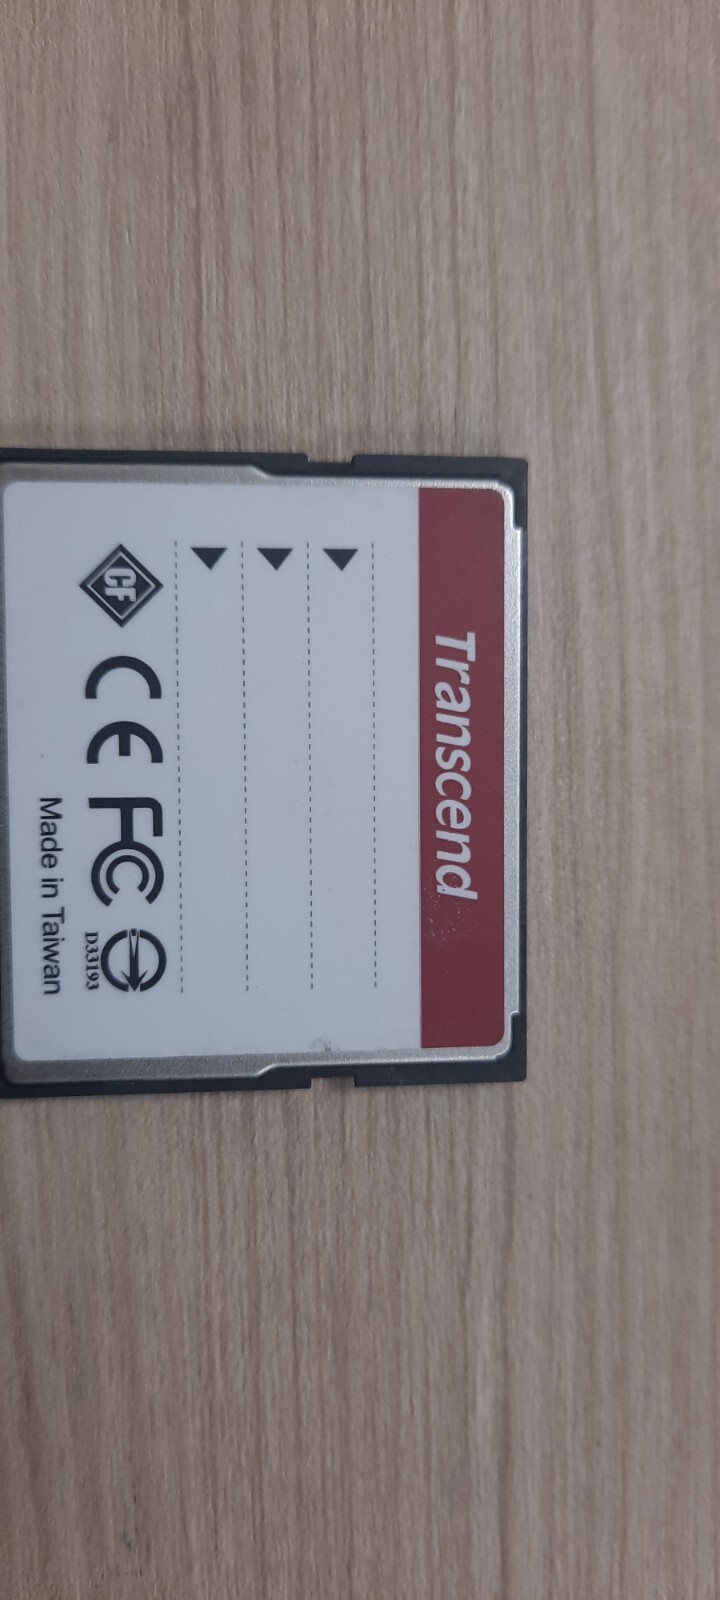 Transcend
CF CE FC
D33193
Made in Taiwan